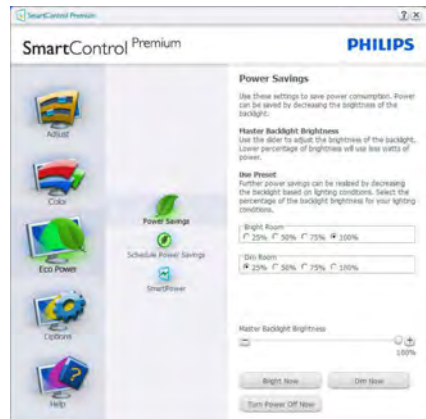 SmartControl Premium
SmartControl Premium
PHILIPS
Adjust
Color
Eco Power
Options
Help
Power Savings
Schedule Power Savings
SmartPower
Power Savings
Use these settings to save power consumption. Power
can be saved by decreasing the brightness of the
backlight.
Master Backlight Brightness
Use the slider to adjust the brightness of the backlight.
Lower percentage of brightness will use less watts of
power.
Use Preset
Further power savings can be realized by decreasing
the backlight based on lighting conditions. Select the
percentage of the backlight brightness for your lighting
conditions.
Bright Room
25% 50% 75% 100%
Dim Room
25% 50% 75% 100%
Master Backlight Brightness
100%
Bright Now Dim Now
Turn Power Off Now